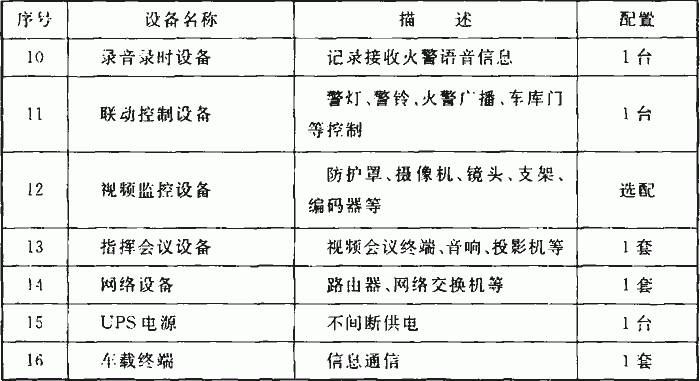 序号 设备名称 描 述 配置
10 录音录时设备 记录接收火警语音信息 1台
11 联动控制设备 警灯、警铃、火警广播、车库门等控制 1台
12 视频监控设备 防护罩、摄像机、镜头、支架、编码器等 选配
13 指挥会议设备 视频会议终端、音响、投影机等 1套
14 网络设备 路由器、网络交换机等 1套
15 UPS电源 不间断供电 1台
16 车载终端 信息通信 1套